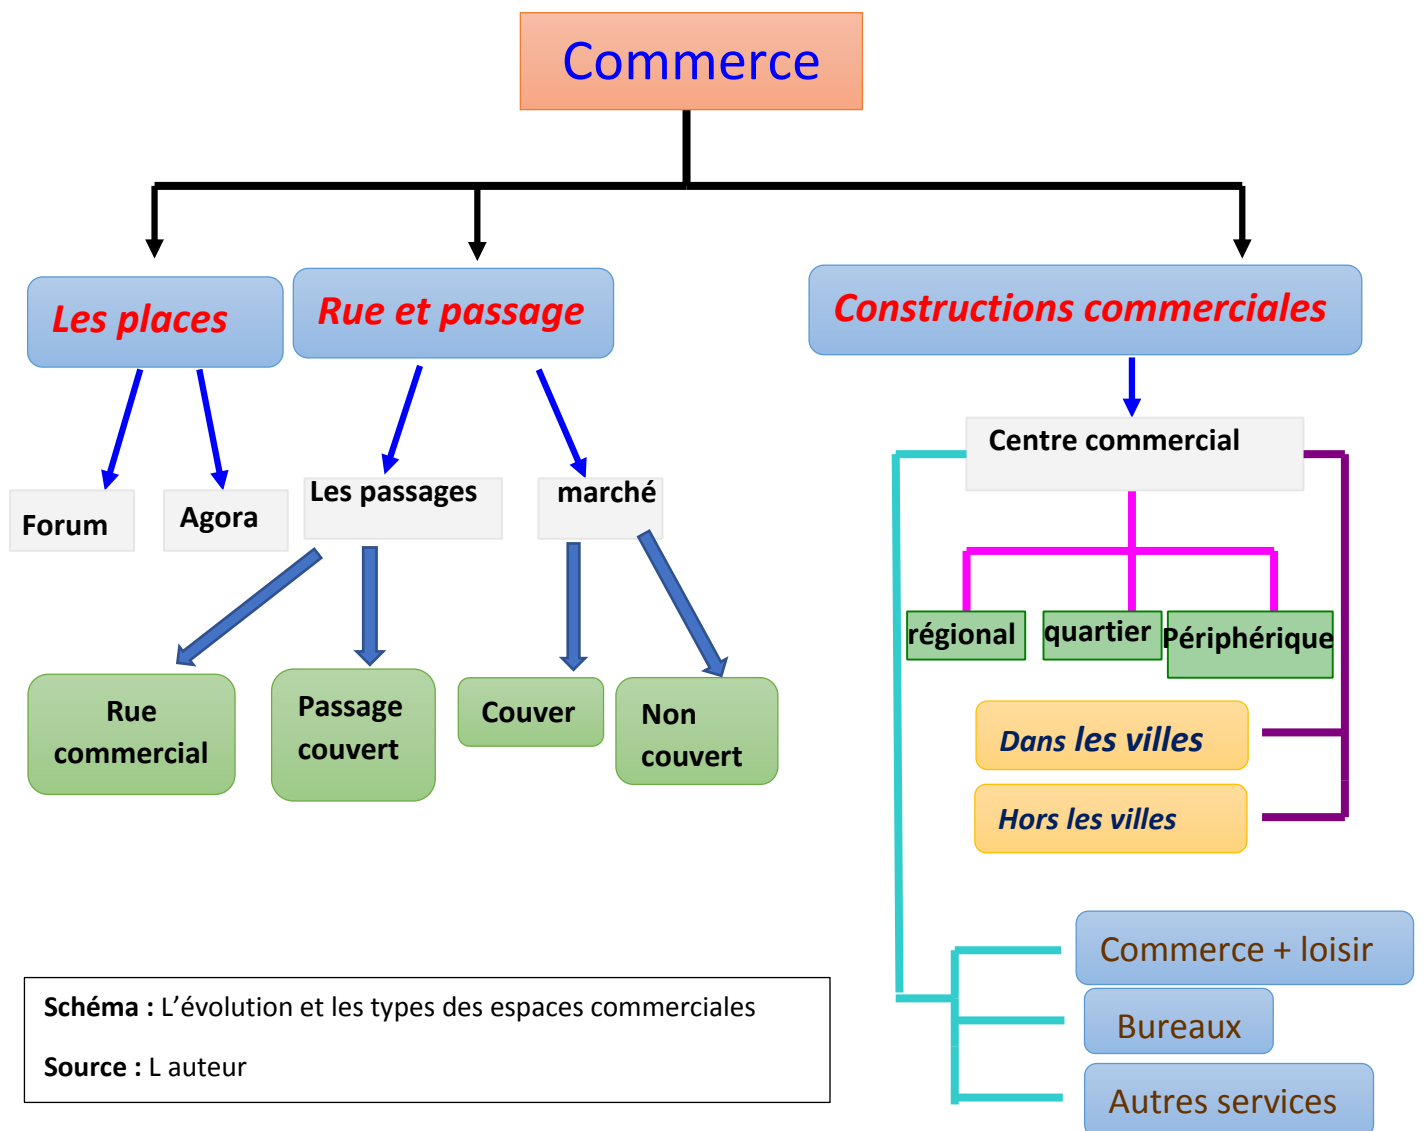 Commerce
Les places
Rue et passage
Constructions commerciales
Forum
Agora
Les passages
marché
Centre commercial
régional
quartier
Périphérique
Rue
commercial
Passage
couvert
Couver
Non
couvert
Dans les villes
Hors les villes
Commerce + loisir
Bureaux
Autres services
Schéma : L’évolution et les types des espaces commerciales
Source : L auteur